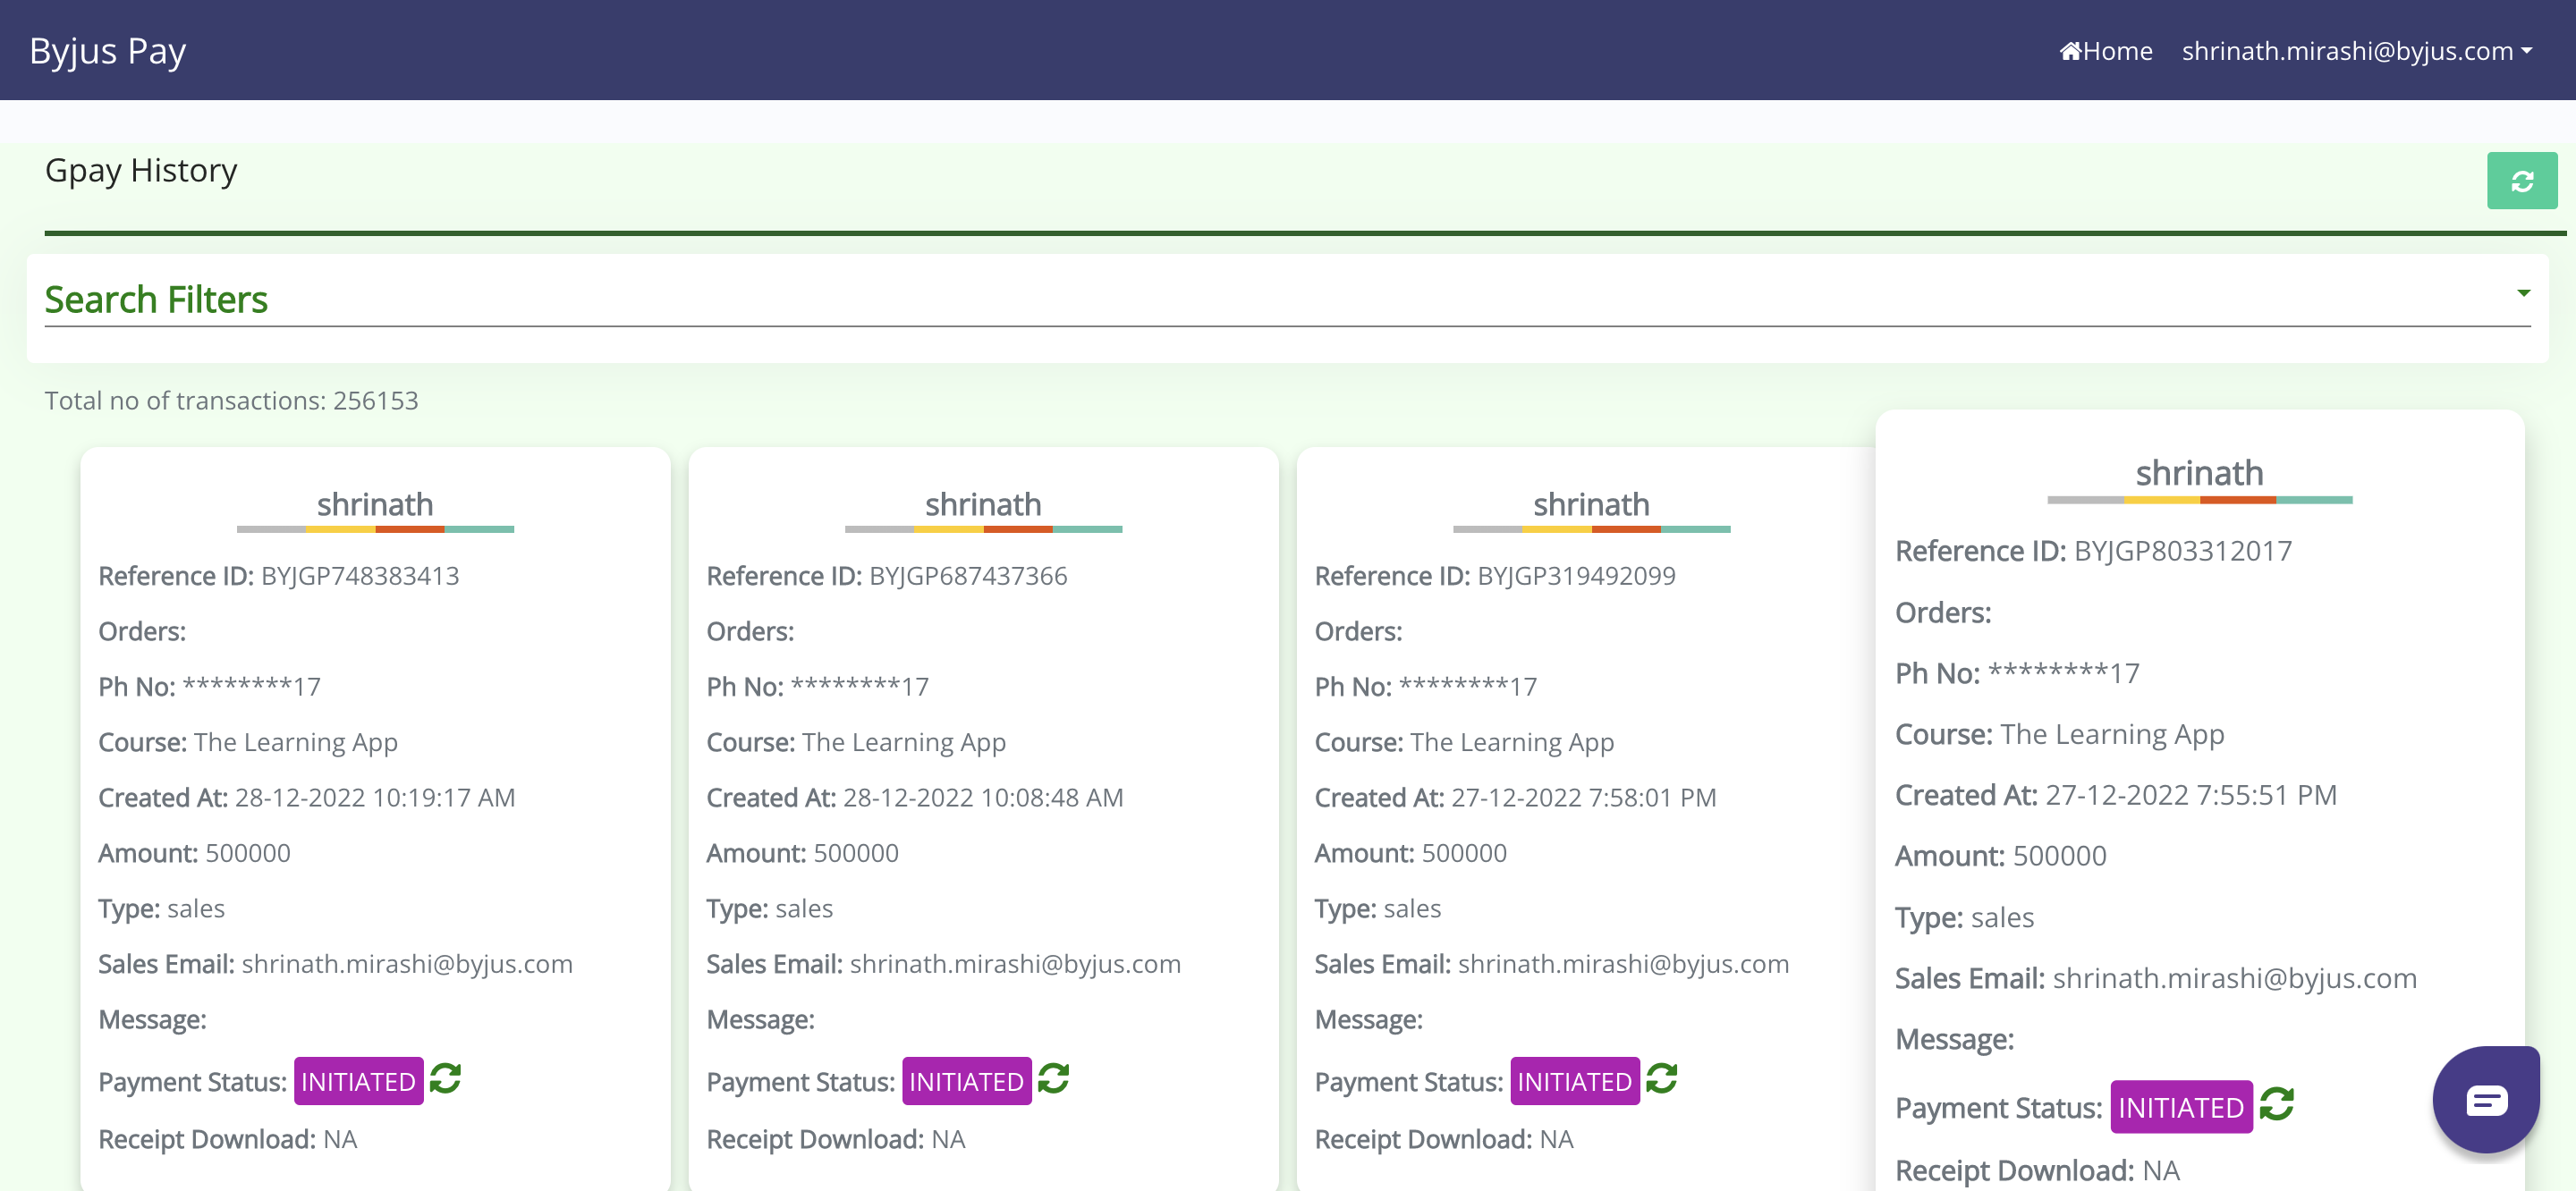 Byjus Pay
Home
shrinath.mirashi@byjus.com
Gpay History
Search Filters
Total no of transactions: 256153
shrinath
Reference ID: BYJGP748383413
Orders:
Ph No: ********17
Course: The Learning App
Created At: 28-12-2022 10:19:17 AM
Amount: 500000
Type: sales
Sales Email: shrinath.mirashi@byjus.com
Message:
Payment Status: INITIATED
Receipt Download: NA
shrinath
Reference ID: BYJGP687437366
Orders:
Ph No: ********17
Course: The Learning App
Created At: 28-12-2022 10:08:48 AM
Amount: 500000
Type: sales
Sales Email: shrinath.mirashi@byjus.com
Message:
Payment Status: INITIATED
Receipt Download: NA
shrinath
Reference ID: BYJGP319492099
Orders:
Ph No: ********17
Course: The Learning App
Created At: 27-12-2022 7:58:01 PM
Amount: 500000
Type: sales
Sales Email: shrinath.mirashi@byjus.com
Message:
Payment Status: INITIATED
Receipt Download: NA
shrinath
Reference ID: BYJGP803312017
Orders:
Ph No: ********17
Course: The Learning App
Created At: 27-12-2022 7:55:51 PM
Amount: 500000
Type: sales
Sales Email: shrinath.mirashi@byjus.com
Message:
Payment Status: INITIATED
Receipt Download: NA